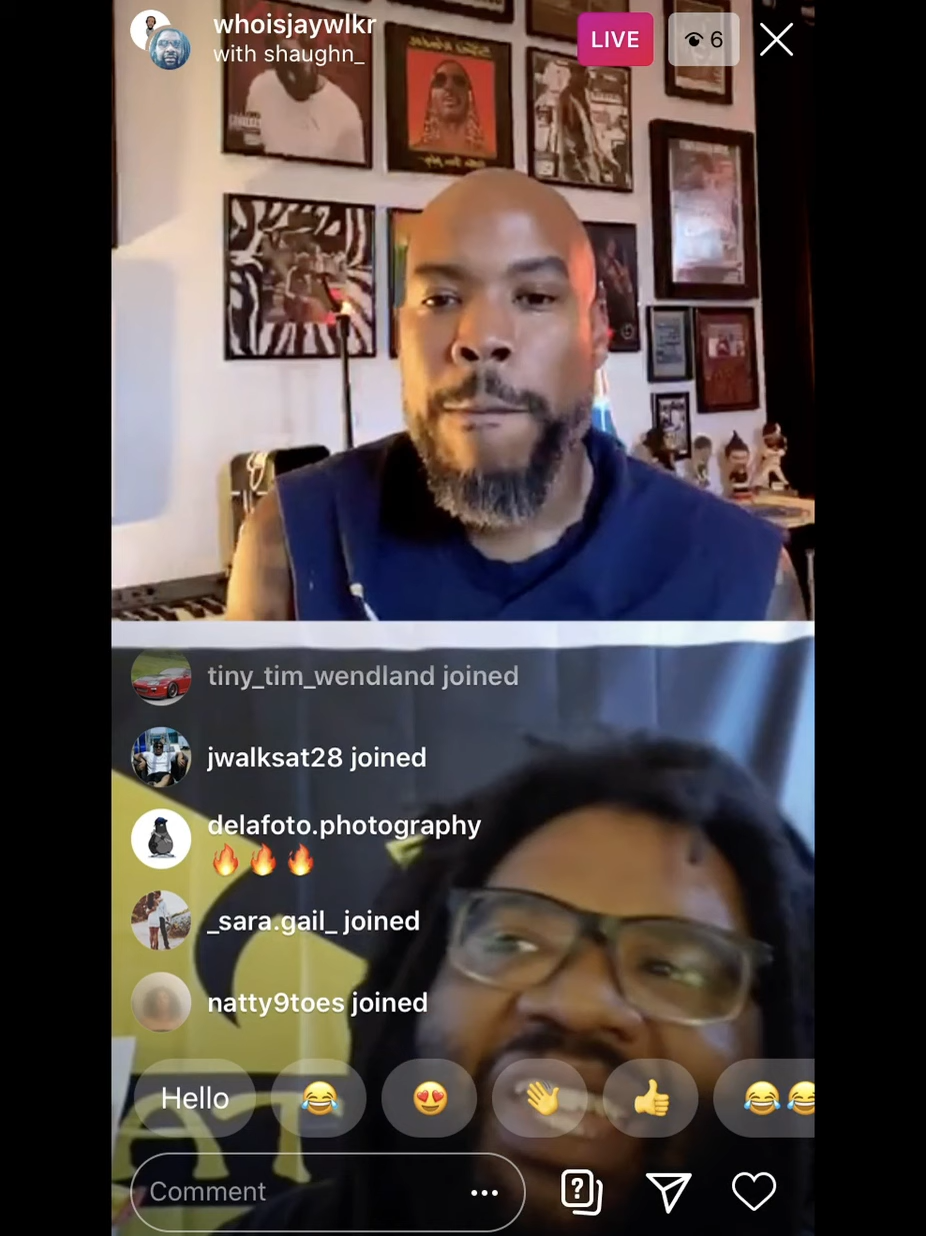 whoisjaywlkr
with shaughn_
LIVE
6
tiny_tim_wendland joined
jwalksat28 joined
delafoto.photography
🔥🔥🔥
_sara.gail_ joined
natty9toes joined
Hello
😂
😍
👋
👍
😂😂
Comment
...
?